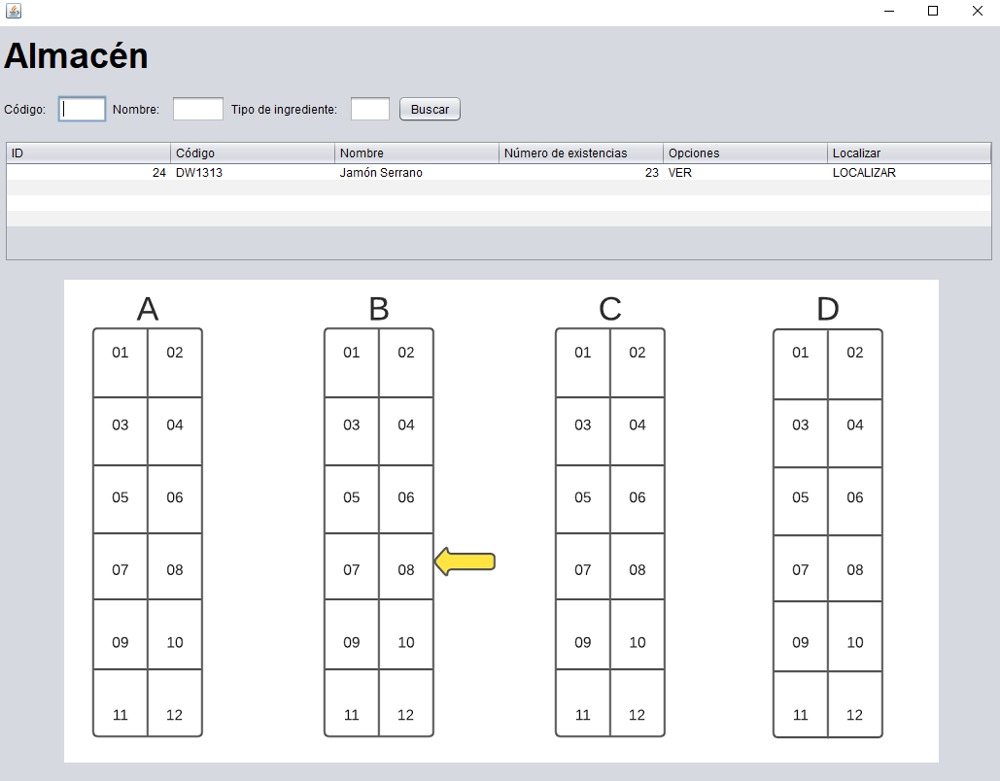 Almacén
Código: Nombre: Tipo de ingrediente: Buscar
ID Código Nombre Número de existencias Opciones Localizar
24 DW1313 Jamón Serrano 23 VER LOCALIZAR
A B C D
01 02 01 02 01 02 01 02
03 04 03 04 03 04 03 04
05 06 05 06 05 06 05 06
07 08 07 08 07 08 07 08
09 10 09 10 09 10 09 10
11 12 11 12 11 12 11 12